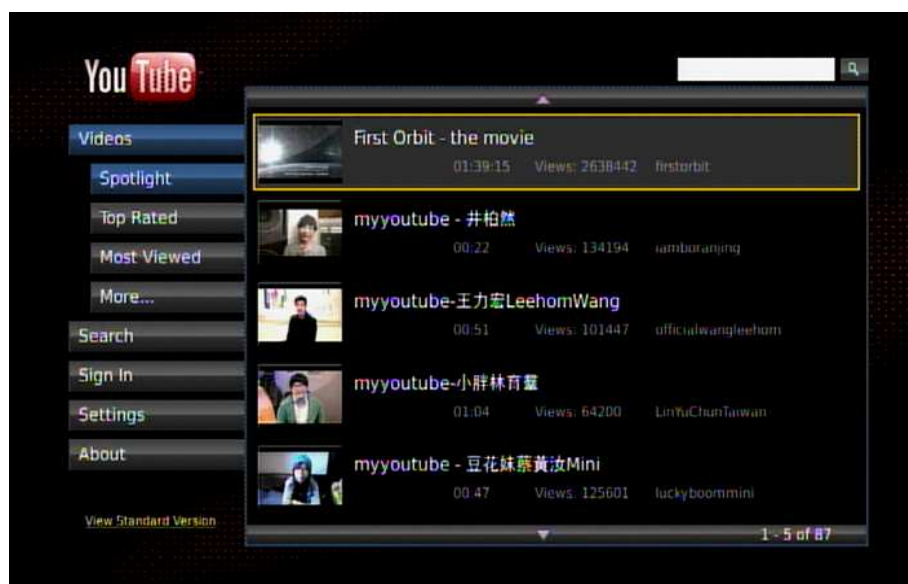 You Tube
Videos
Spotlight
Top Rated
Most Viewed
More...
Search
Sign In
Settings
About
View Standard Version
First Orbit - the movie
01:39:15 Views: 2638442 firstorbit
myyoutube - 井柏然
00:22 Views: 134194 iamboranjing
myyoutube-王力宏LeehomWang
00:51 Views: 101447 officialwangleehom
myyoutube-小胖林育羣
01:04 Views: 64200 LinYuChunTaiwan
myyoutube - 豆花妹蔡黃汝Mini
00:47 Views: 125601 luckyboommini
1 - 5 of 87